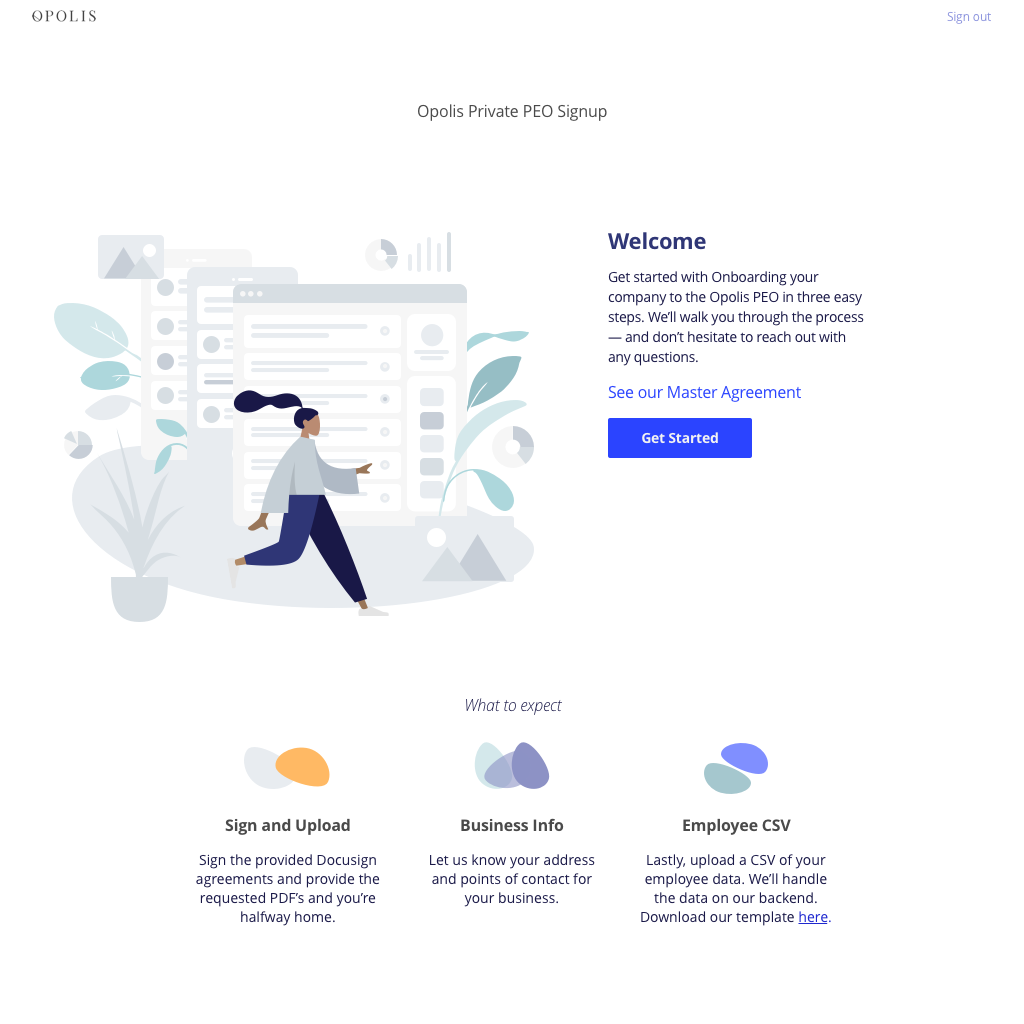 OPOLIS
Sign out
Opolis Private PEO Signup
Welcome
Get started with Onboarding your
company to the Opolis PEO in three easy
steps. We’ll walk you through the process
— and don’t hesitate to reach out with
any questions.
See our Master Agreement
Get Started
What to expect
Sign and Upload
Sign the provided Docusign
agreements and provide the
requested PDF’s and you’re
halfway home.
Business Info
Let us know your address
and points of contact for
your business.
Employee CSV
Lastly, upload a CSV of your
employee data. We’ll handle
the data on our backend.
Download our template here.